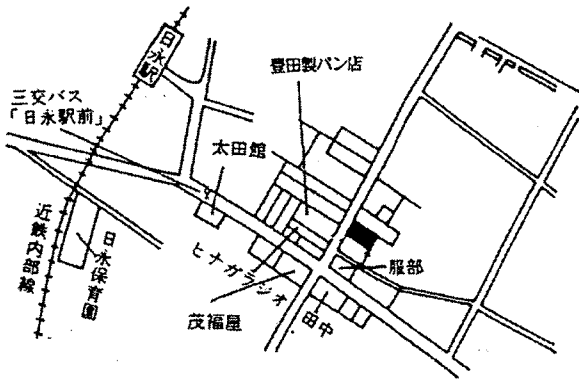 日永駅
豊田製パン店
三交バス
「日永駅前」
太田館
近鉄内部線
日永保育園
ヒナガラジオ
服部
茂福屋
田中